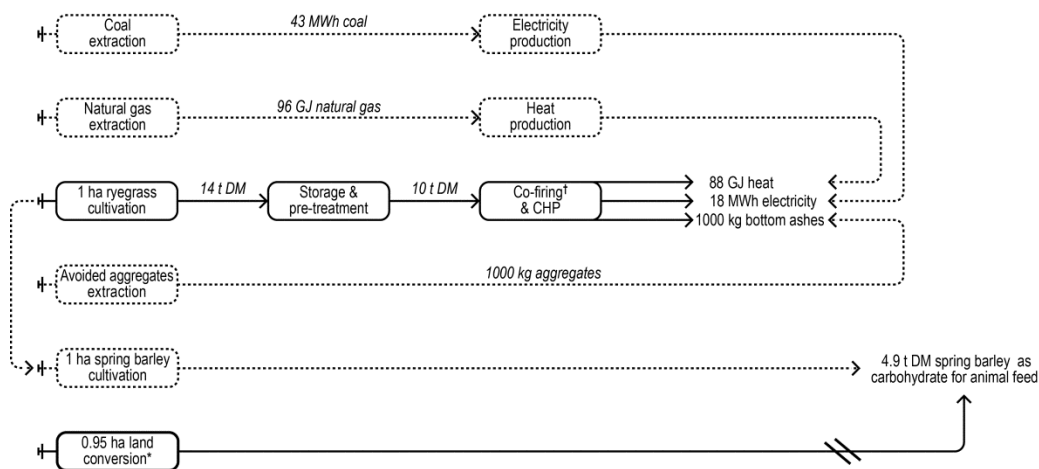 Coal
extraction
43 MWh coal
Electricity
production
Natural gas
extraction
96 GJ natural gas
Heat
production
1 ha ryegrass
cultivation
14 t DM
Storage &
pre-treatment
10 t DM
Co-firing†
& CHP
88 GJ heat
18 MWh electricity
1000 kg bottom ashes
Avoided aggregates
extraction
1000 kg aggregates
1 ha spring barley
cultivation
4.9 t DM spring barley as
carbohydrate for animal feed
0.95 ha land
conversion*